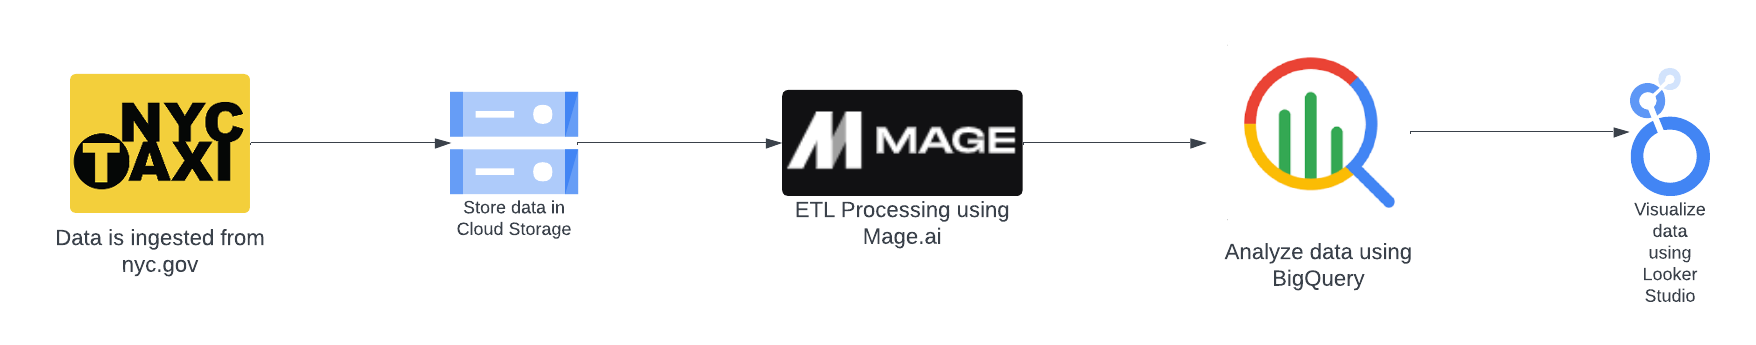 NYC
TAXI
Data is ingested from
nyc.gov
Store data in
Cloud Storage
MAGE
ETL Processing using
Mage.ai
Analyze data using
BigQuery
Visualize
data
using
Looker
Studio